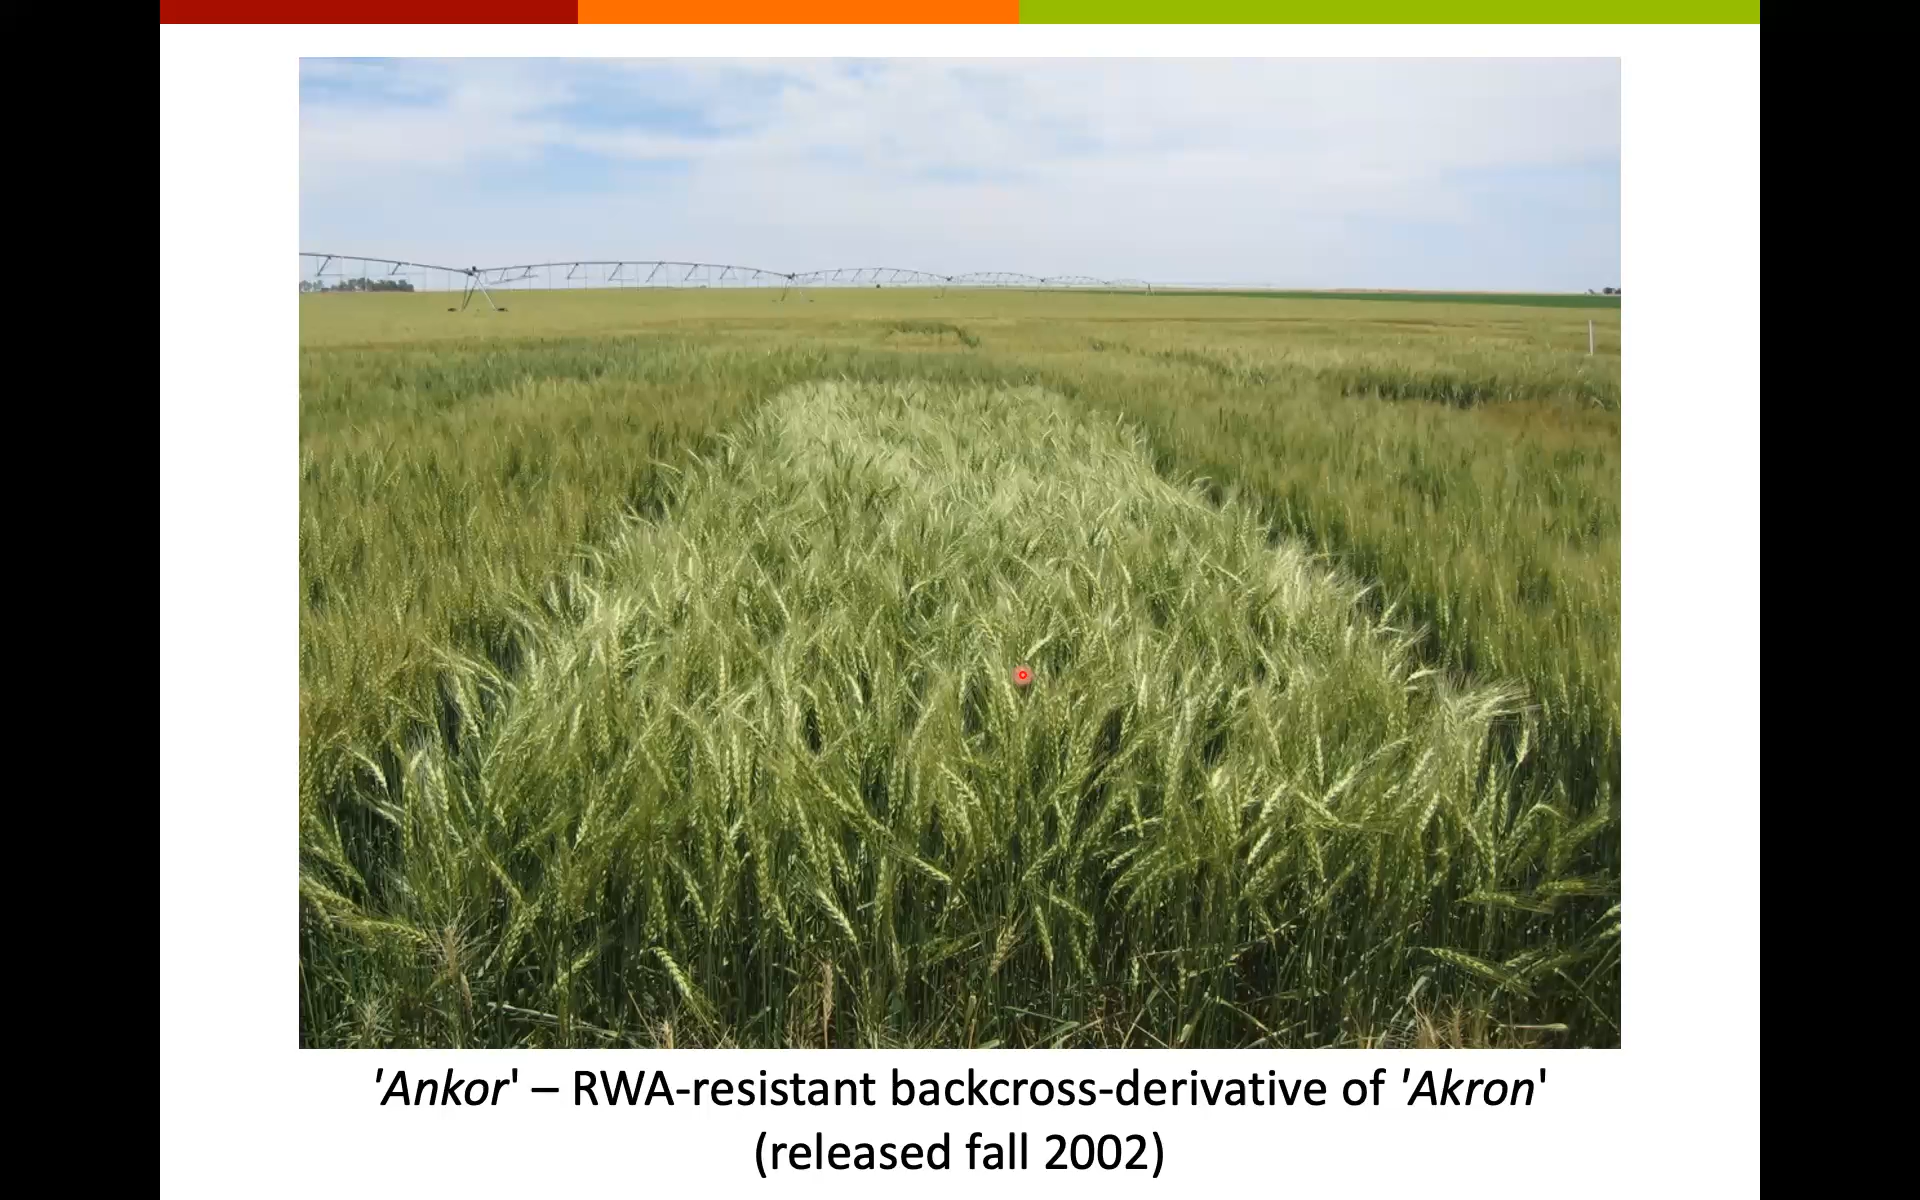 'Ankor' – RWA-resistant backcross-derivative of 'Akron'
(released fall 2002)